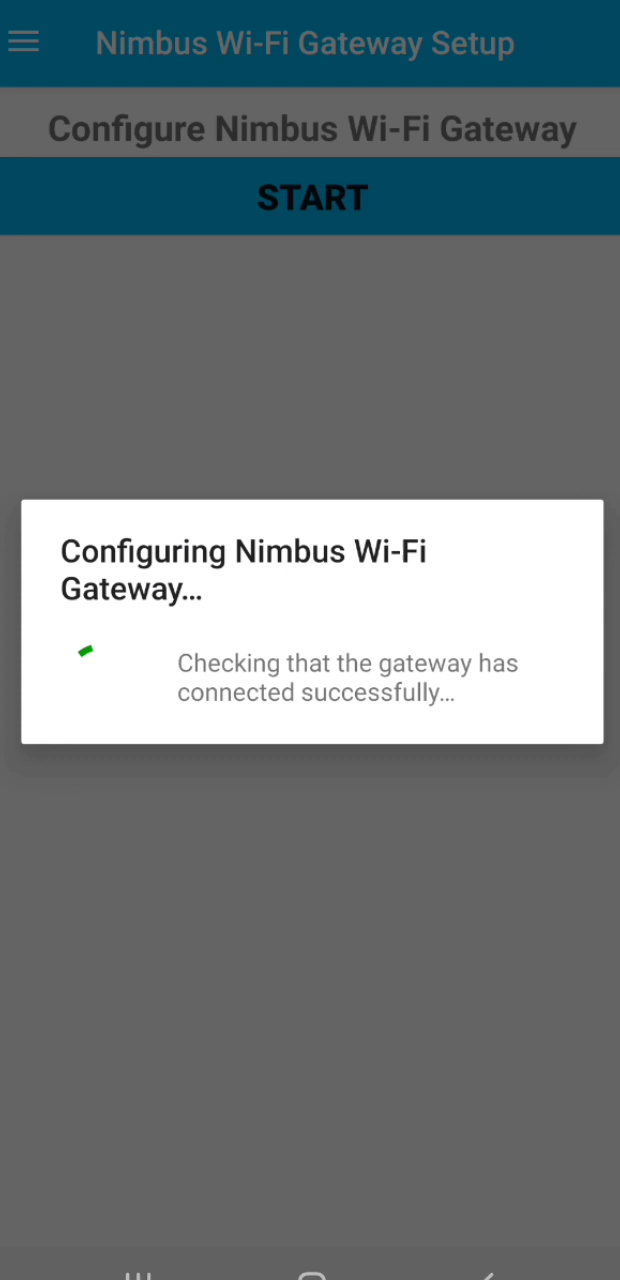 Nimbus Wi-Fi Gateway Setup
Configure Nimbus Wi-Fi Gateway
START
Configuring Nimbus Wi-Fi
Gateway...
Checking that the gateway has
connected successfully...